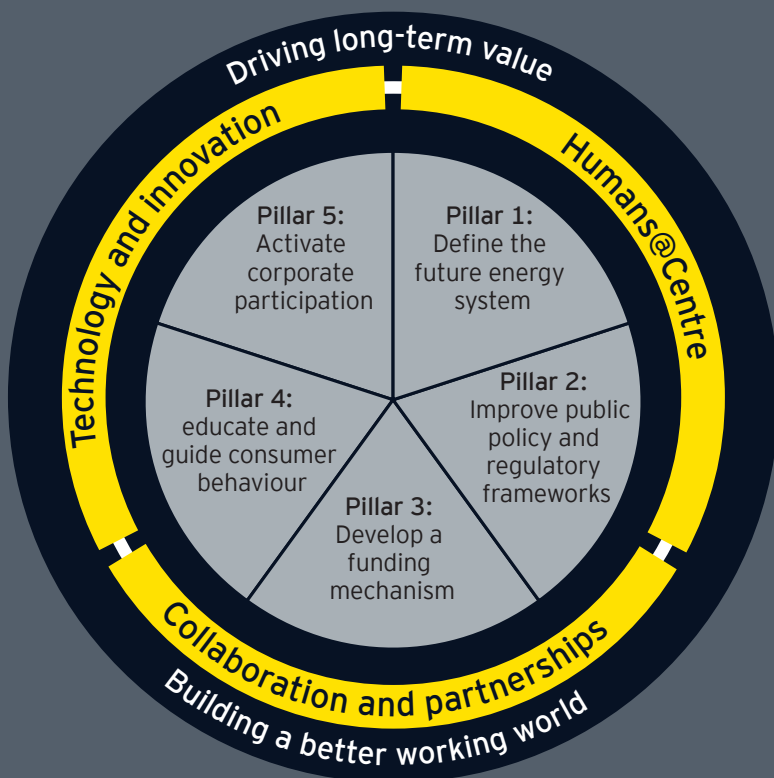 Driving long-term value
Technology and innovation
Humans@Centre
Pillar 5:
Activate
corporate
participation
Pillar 1:
Define the
future energy
system
Pillar 4:
educate and
guide consumer
behaviour
Pillar 2:
Improve public
policy and
regulatory
frameworks
Pillar 3:
Develop a
funding
mechanism
Collaboration and partnerships
Building a better working world